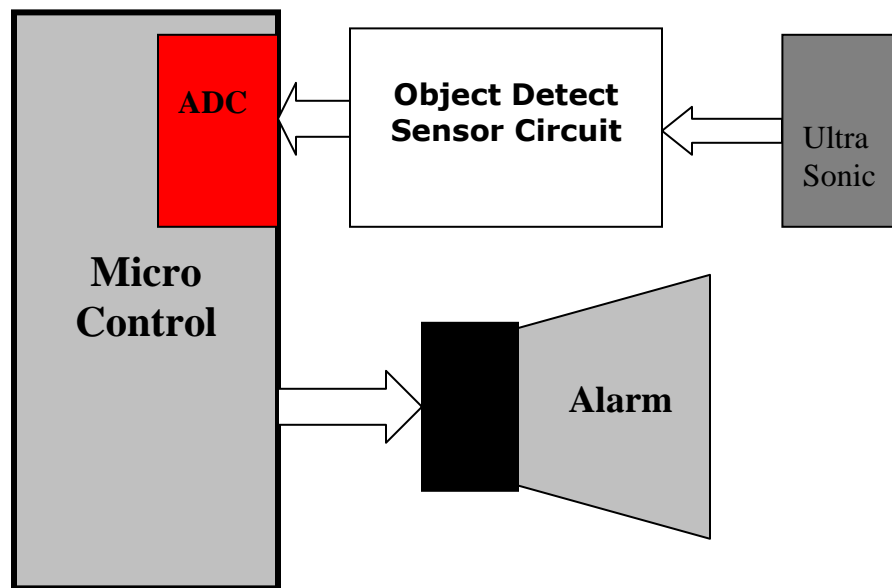 ADC
Object Detect
Sensor Circuit
Ultra
Sonic
Micro
Control
Alarm